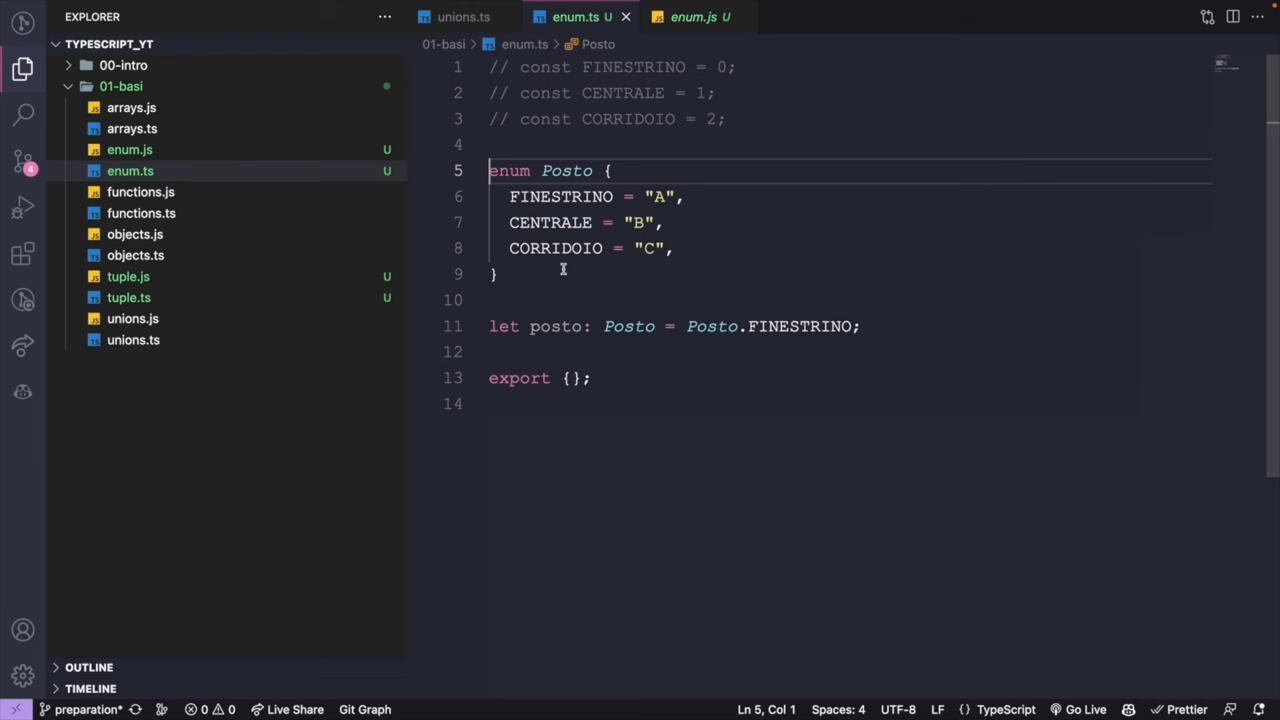 EXPLORER
unions.ts
enum.ts U
enum.js U
TYPESCRIPT_YT
01-basi > enum.ts > Posto
00-intro
01-basi
arrays.js
arrays.ts
enum.js U
enum.ts U
functions.js
functions.ts
objects.js
objects.ts
tuple.js U
tuple.ts U
unions.js
unions.ts
4
1 // const FINESTRINO = 0;
2 // const CENTRALE = 1;
3 // const CORRIDOIO = 2;
4
5 enum Posto {
6 FINESTRINO = "A",
7 CENTRALE = "B",
8 CORRIDOIO = "C",
9 }
10
11 let posto: Posto = Posto.FINESTRINO;
12
13 export {};
14
OUTLINE
TIMELINE
preparation* 0 0 Live Share Git Graph Ln 5, Col 1 Spaces: 4 UTF-8 LF {} TypeScript Go Live Prettier